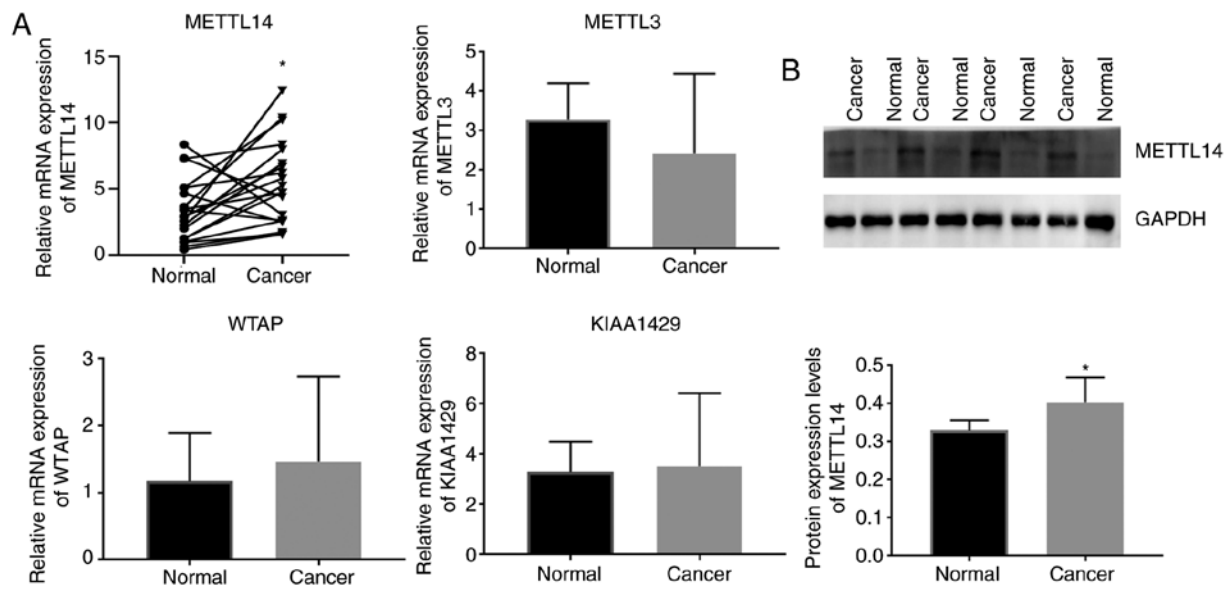 A
METTL14
Relative mRNA expression
of METTL14
15
10
5
0
*
Normal
Cancer
METTL3
Relative mRNA expression
of METTL3
5
4
3
2
1
0
Normal
Cancer
B
Cancer
Normal
Cancer
Normal
Cancer
Normal
Cancer
Normal
METTL14
GAPDH
WTAP
Relative mRNA expression
of WTAP
3
2
1
0
Normal
Cancer
KIAA1429
Relative mRNA expression
of KIAA1429
8
6
4
2
0
Normal
Cancer
Protein expression levels
of METTL14
0.5
0.4
0.3
0.2
0.1
0.0
*
Normal
Cancer